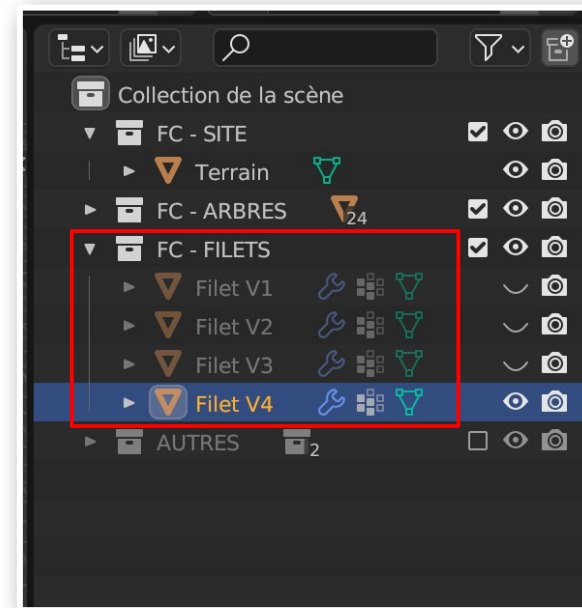 Collection de la scène
FC - SITE
Terrain
FC - ARBRES 24
FC - FILETS
Filet V1
Filet V2
Filet V3
Filet V4
AUTRES 2